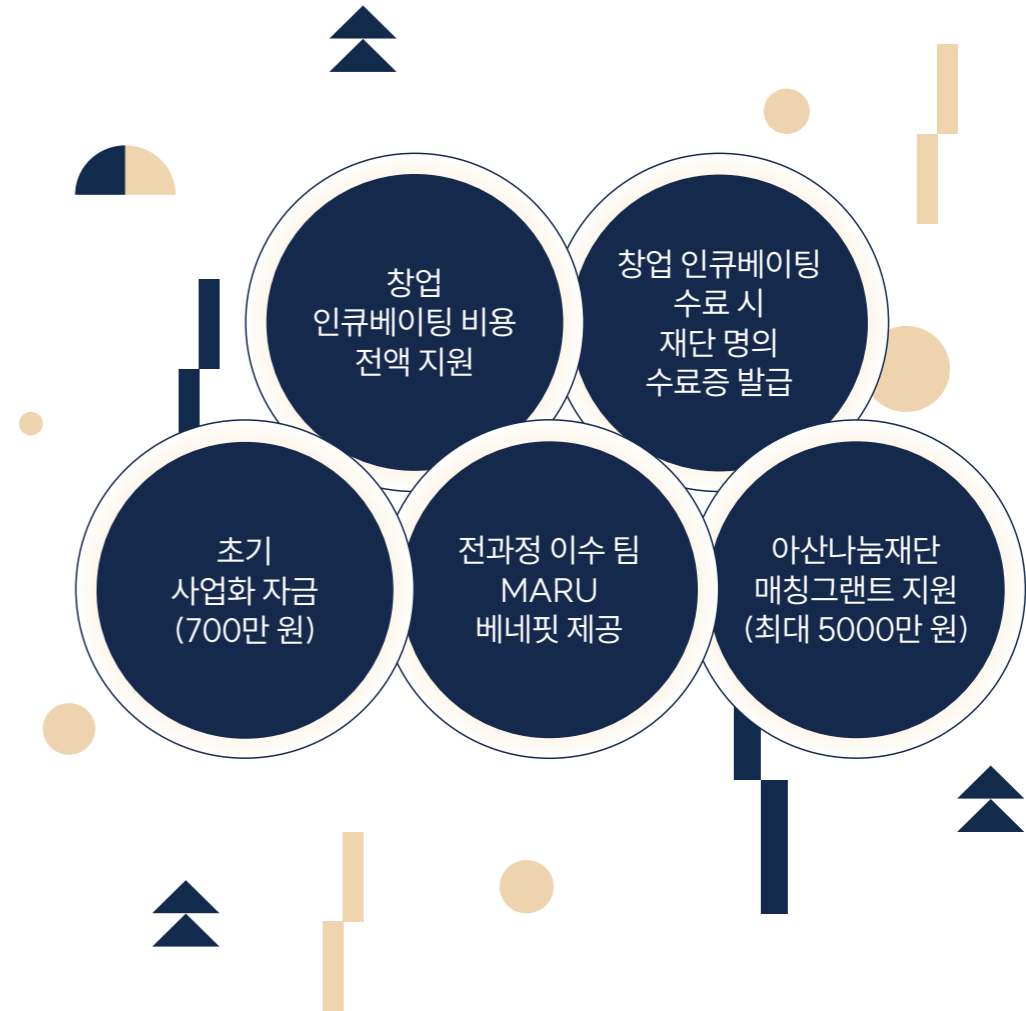 창업
인큐베이팅 비용
전액 지원
창업 인큐베이팅
수료 시
재단 명의
수료증 발급
초기
사업화 자금
(700만 원)
전과정 이수 팀
MARU
베네핏 제공
아산나눔재단
매칭그랜트 지원
(최대 5000만 원)